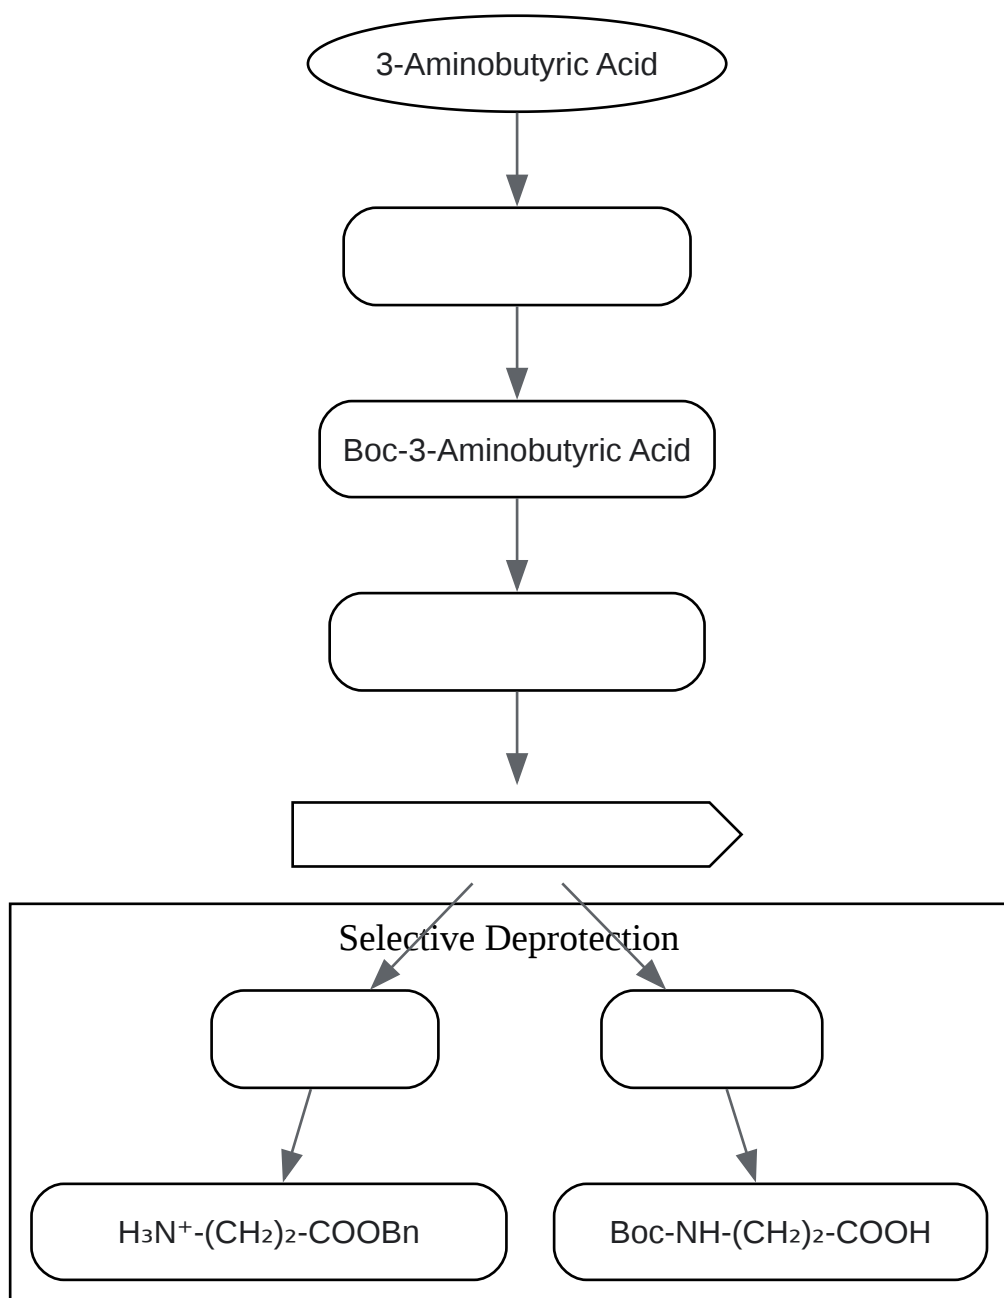 3-Aminobutyric Acid
Boc-3-Aminobutyric Acid
Selective Deprotection
H₃N⁺-(CH₂)₂-COOBn
Boc-NH-(CH₂)₂-COOH